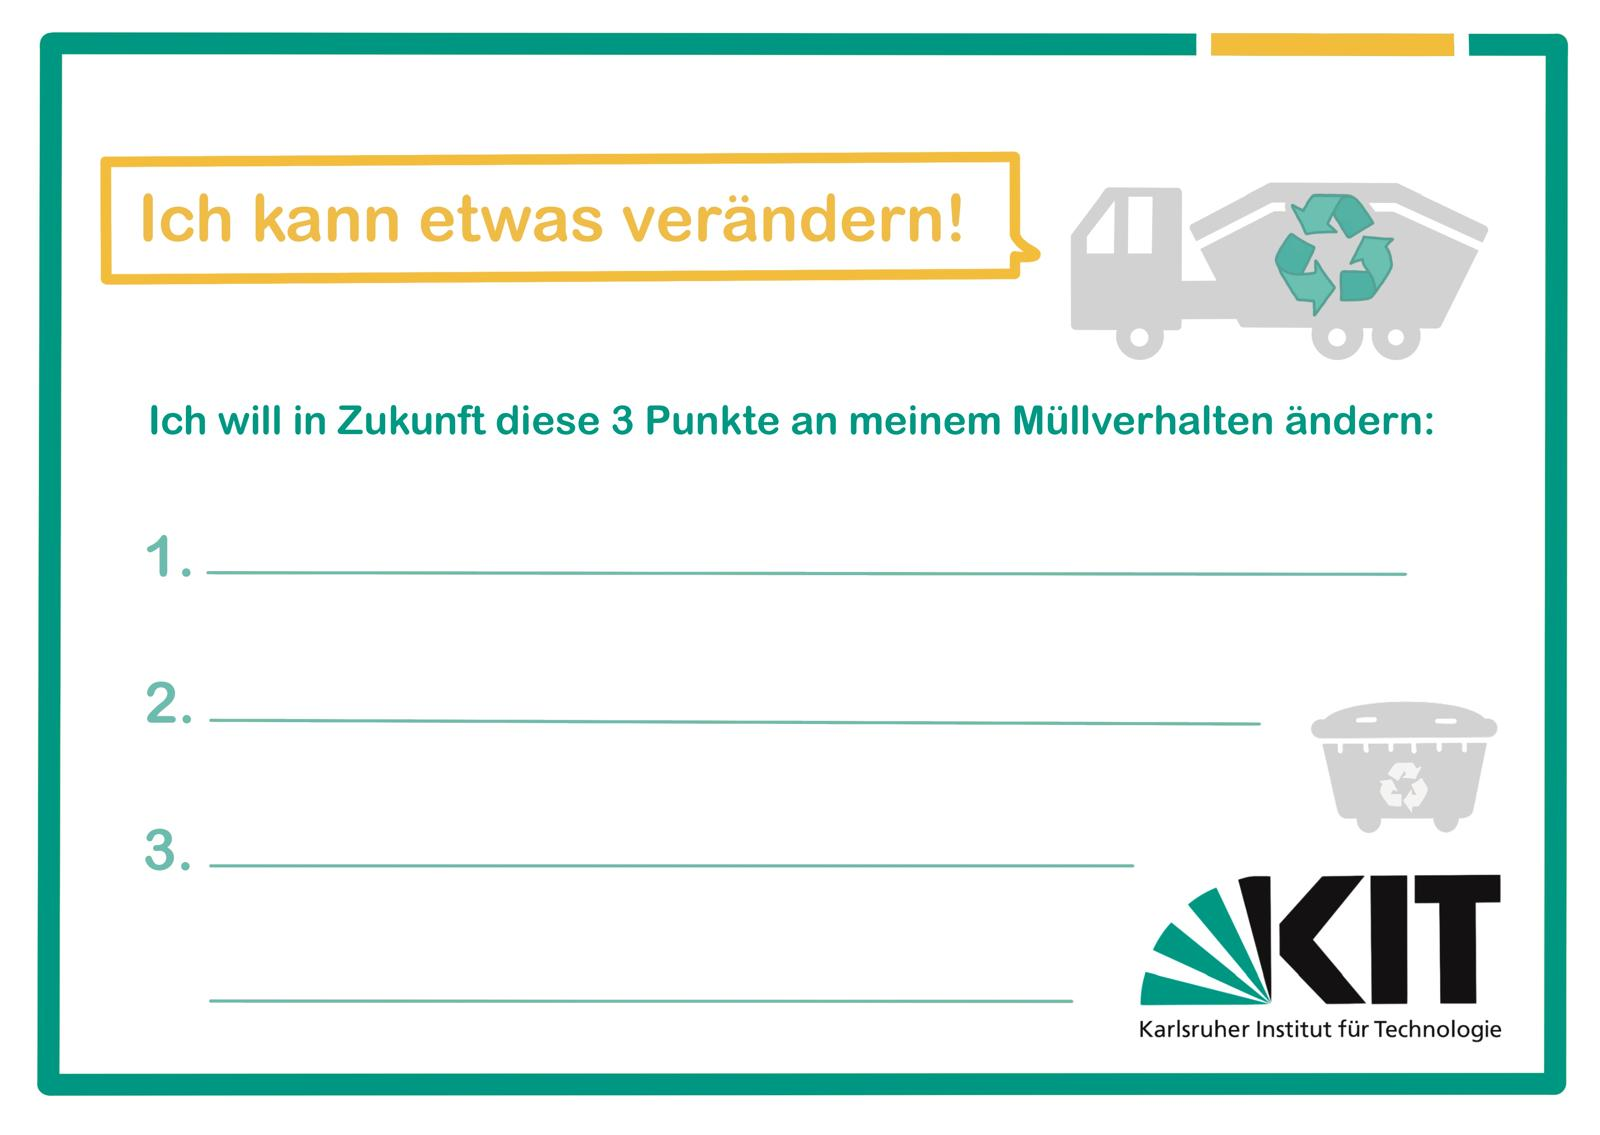 Ich kann etwas verändern!
Ich will in Zukunft diese 3 Punkte an meinem Müllverhalten ändern:
1.
2.
3.
KIT
Karlsruher Institut für Technologie